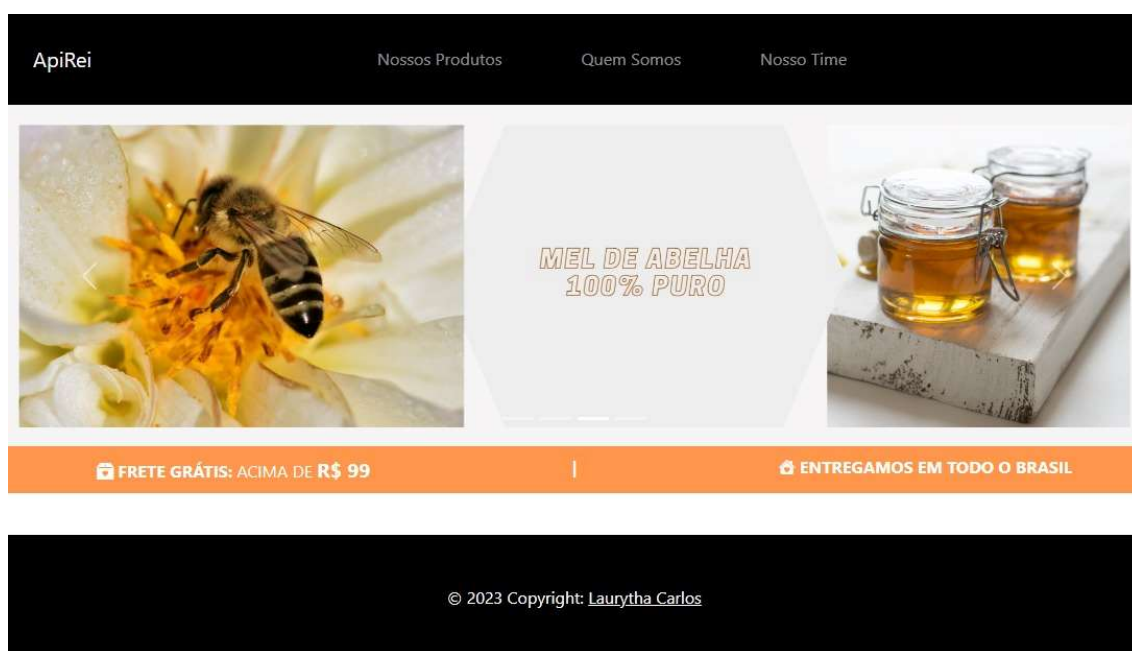 ApiRei
Nossos Produtos
Quem Somos
Nosso Time
MEL DE ABELHA
100% PURO
FRETE GRÁTIS: ACIMA DE R$ 99
|
ENTREGAMOS EM TODO O BRASIL
© 2023 Copyright: Laurytha Carlos